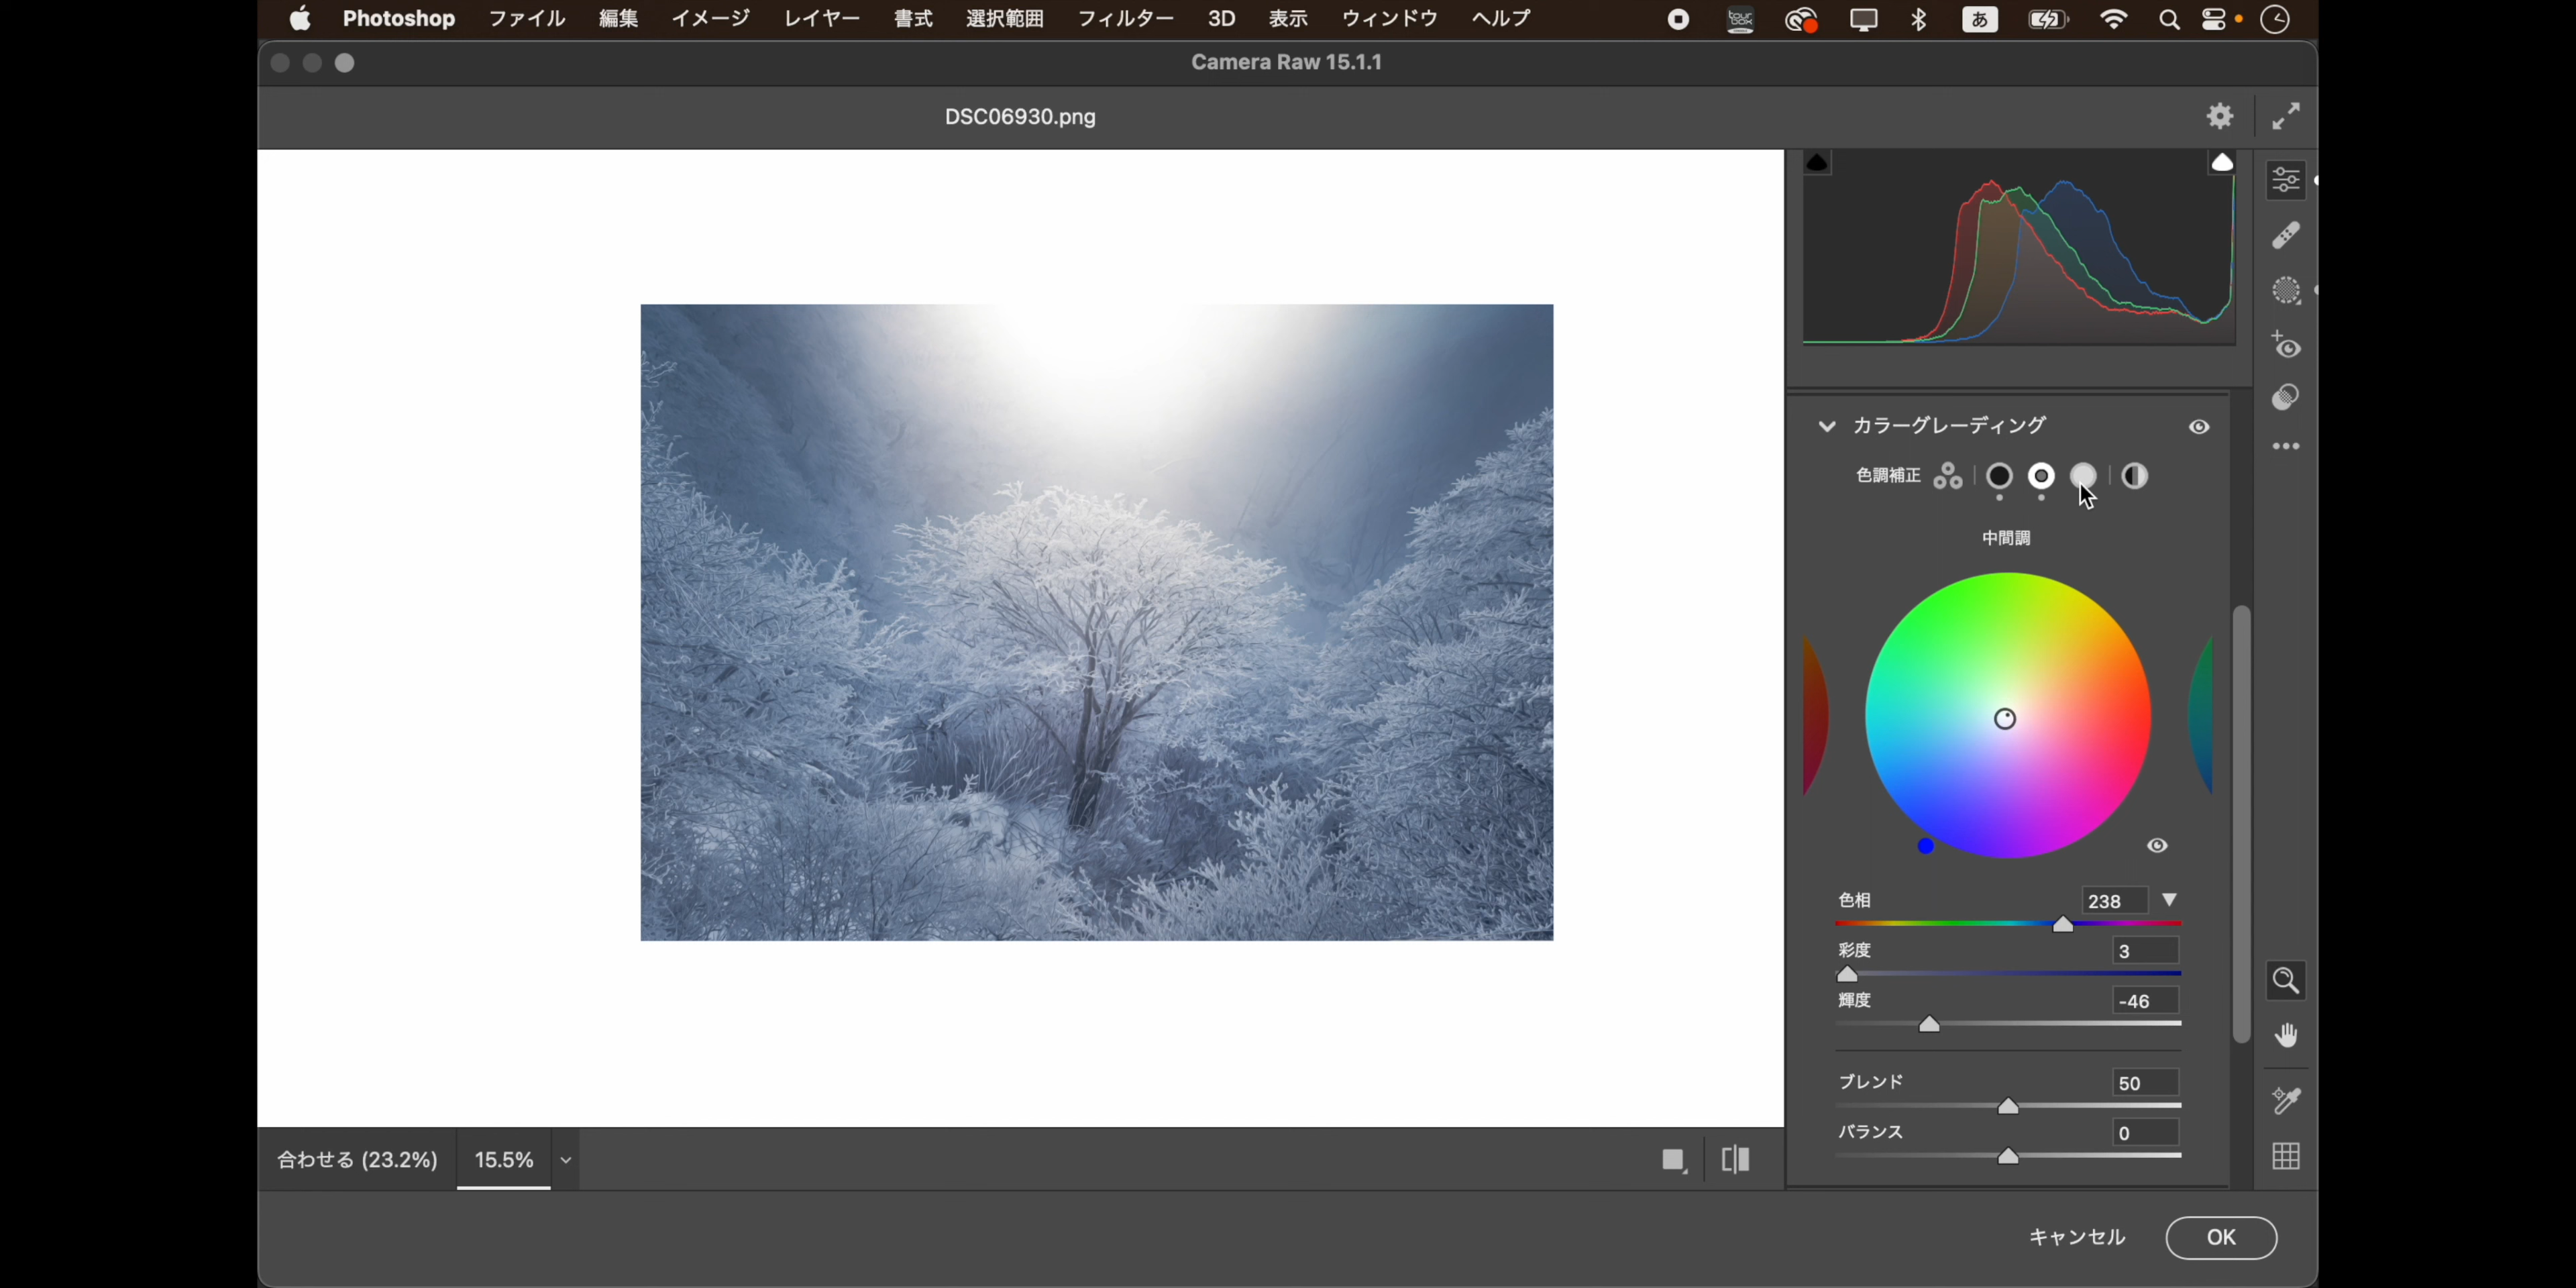 Photoshop ファイル 編集 イメージ レイヤー 書式 選択範囲 フィルター 3D 表示 ウィンドウ ヘルプ tour box あ
Camera Raw 15.1.1
DSC06930.png
カラーグレーディング
色調補正
中間調
色相 238
彩度 3
輝度 -46
ブレンド 50
バランス 0
合わせる (23.2%) 15.5%
キャンセル OK